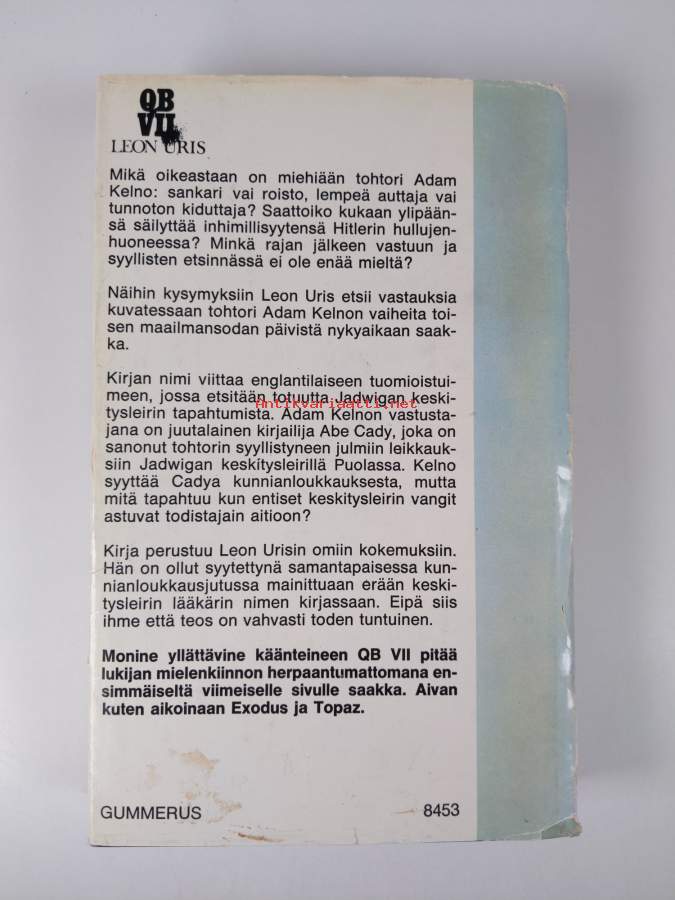 QB
VII
LEON URIS
Mikä oikeastaan on miehiään tohtori Adam
Kelno: sankari vai roisto, lempeä auttaja vai
tunnoton kiduttaja? Saattoiko kukaan ylipään-
sä säilyttää inhimillisyytensä Hitlerin hullujen-
huoneessa? Minkä rajan jälkeen vastuun ja
syyllisten etsinnässä ei ole enää mieltä?
Näihin kysymyksiin Leon Uris etsii vastauksia
kuvatessaan tohtori Adam Kelnon vaiheita toi-
sen maailmansodan päivistä nykyaikaan saak-
ka.
Kirjan nimi viittaa englantilaiseen tuomioistui-
meen, jossa etsitään totuutta Jadwigan keski-
Antikvariaatti.net
tysleirin tapahtumista. Adam Kelnon vastusta-
jana on juutalainen kirjailija Abe Cady, joka on
sanonut tohtorin syyllistyneen julmiin leikkauk-
siin Jadwigan keskitysleirillä Puolassa. Kelno
syyttää Cadya kunnianloukkauksesta, mutta
mitä tapahtuu kun entiset keskitysleirin vangit
astuvat todistajain aitioon?
Kirja perustuu Leon Urisin omiin kokemuksiin.
Hän on ollut syytettynä samantapaisessa kun-
nianloukkausjutussa mainittuaan erään keski-
tysleirin lääkärin nimen kirjassaan. Eipä siis
ihme että teos on vahvasti toden tuntuinen.
Monine yllättävine käänteineen QB VII pitää
lukijan mielenkiinnon herpaantumattomana en-
simmäiseltä viimeiselle sivulle saakka. Aivan
kuten aikoinaan Exodus ja Topaz.
GUMMERUS
8453